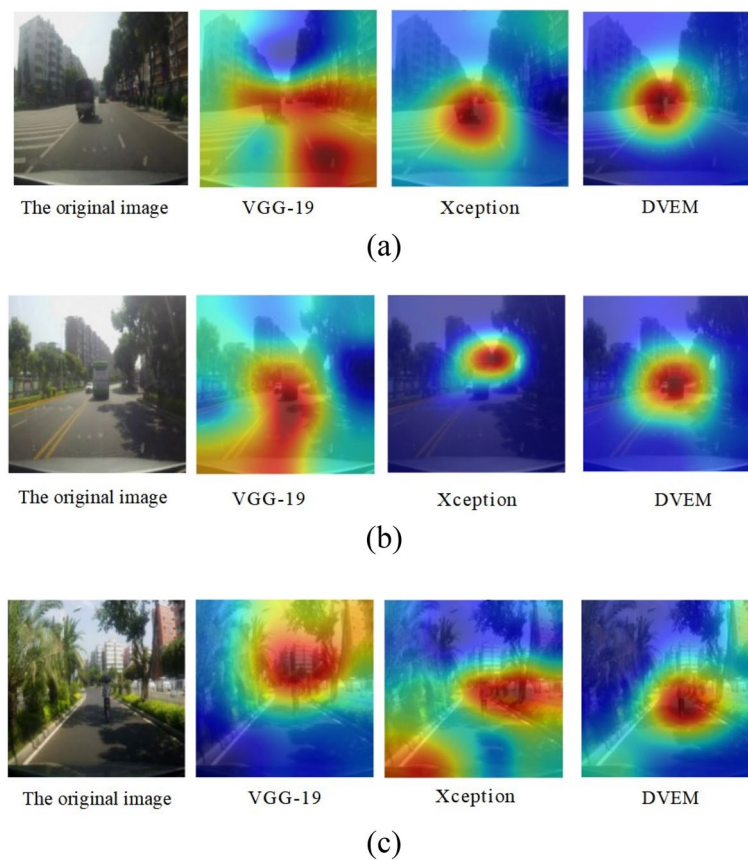 The original image VGG-19 Xception DVEM
(a)
The original image VGG-19 Xception DVEM
(b)
The original image VGG-19 Xception DVEM
(c)